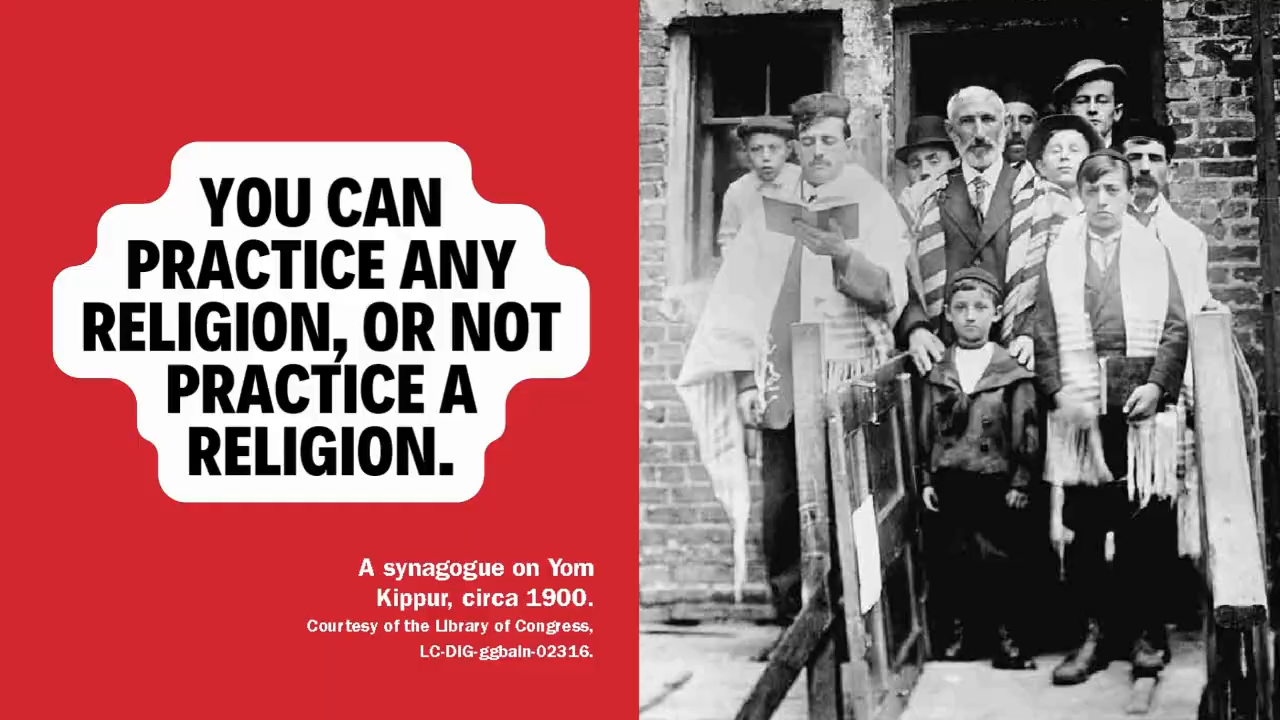 YOU CAN
PRACTICE ANY
RELIGION, OR NOT
PRACTICE A
RELIGION.
A synagogue on Yom
Kippur, circa 1900.
Courtesy of the Library of Congress,
LC-DIG-ggbain-02316.